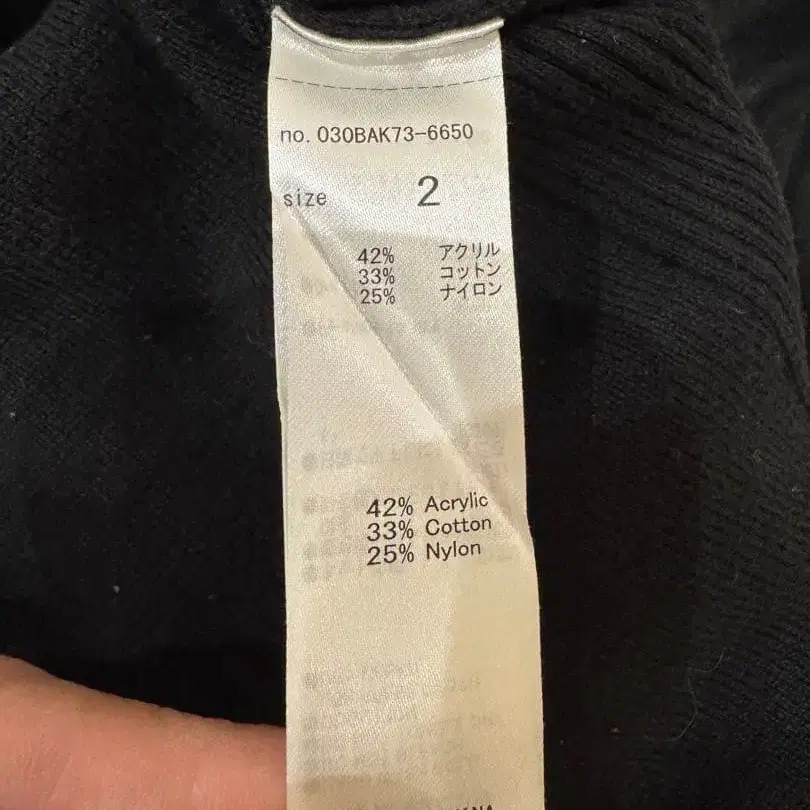 no. 030BAK73-6650
size 2
42% アクリル
33% コットン
25% ナイロン
42% Acrylic
33% Cotton
25% Nylon